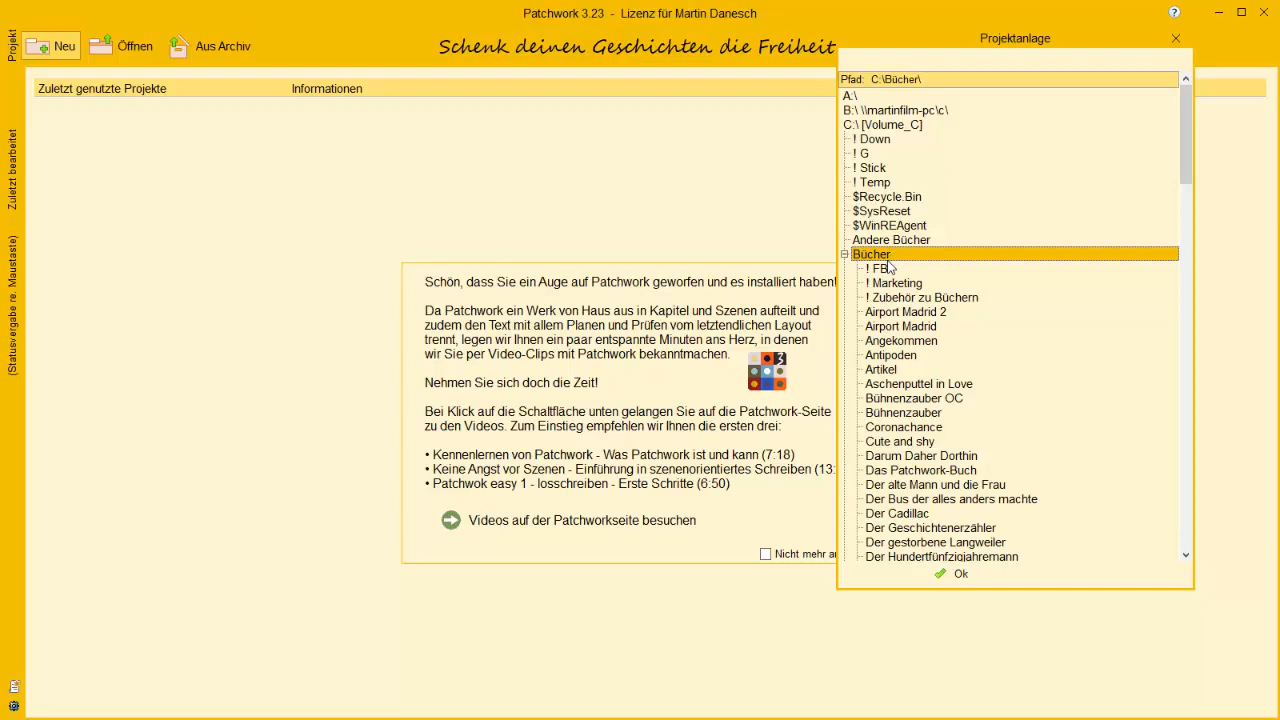 Patchwork 3.23 - Lizenz für Martin Danesch
Projekt
Neu
Öffnen
Aus Archiv
Schenk deinen Geschichten die Freiheit
Projektanlage
Zuletzt genutzte Projekte
Informationen
Zuletzt bearbeitet
(Statusvergabe re. Maustaste)
Schön, dass Sie ein Auge auf Patchwork geworfen und es installiert haben!
Da Patchwork ein Werk von Haus aus in Kapitel und Szenen aufteilt und
zudem den Text mit allem Planen und Prüfen vom letztendlichen Layout
trennt, legen wir Ihnen ein paar entspannte Minuten ans Herz, in denen
wir Sie per Video-Clips mit Patchwork bekanntmachen.
Nehmen Sie sich doch die Zeit!
Bei Klick auf die Schaltfläche unten gelangen Sie auf die Patchwork-Seite
zu den Videos. Zum Einstieg empfehlen wir Ihnen die ersten drei:
• Kennenlernen von Patchwork - Was Patchwork ist und kann (7:18)
• Keine Angst vor Szenen - Einführung in szenenorientiertes Schreiben (13:
• Patchwok easy 1 - losschreiben - Erste Schritte (6:50)
Videos auf der Patchworkseite besuchen
Nicht mehr
Pfad: C:\Bücher\
A:\
B:\ \\martinfilm-pc\c\
C:\ [Volume_C]
! Down
! G
! Stick
! Temp
$Recycle.Bin
$SysReset
$WinREAgent
Andere Bücher
Bücher
! FB
! Marketing
! Zubehör zu Büchern
Airport Madrid 2
Airport Madrid
Angekommen
Antipoden
Artikel
Aschenputtel in Love
Bühnenzauber OC
Bühnenzauber
Coronachance
Cute and shy
Darum Daher Dorthin
Das Patchwork-Buch
Der alte Mann und die Frau
Der Bus der alles anders machte
Der Cadillac
Der Geschichtenerzähler
Der gestorbene Langweiler
Der Hundertfünfzigjahremann
Ok